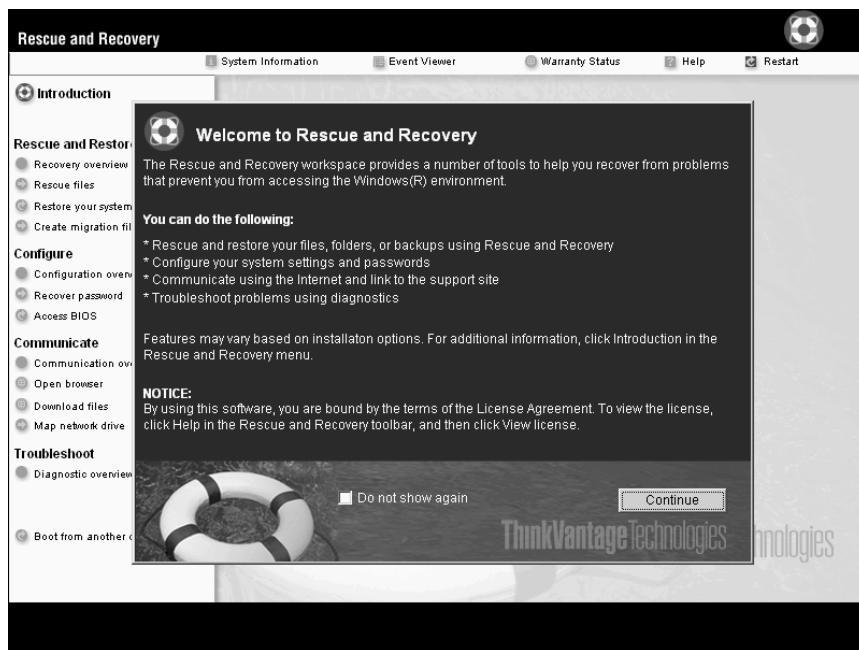 Rescue and Recovery
System Information
Event Viewer
Warranty Status
Help
Restart
Introduction
Rescue and Restor
Recovery overview
Rescue files
Restore your system
Create migration fil
Configure
Configuration overv
Recover password
Access BIOS
Communicate
Communication ov
Open browser
Download files
Map network drive
Troubleshoot
Diagnostic overview
Boot from another
Welcome to Rescue and Recovery
The Rescue and Recovery workspace provides a number of tools to help you recover from problems
that prevent you from accessing the Windows(R) environment.
You can do the following:
* Rescue and restore your files, folders, or backups using Rescue and Recovery
* Configure your system settings and passwords
* Communicate using the Internet and link to the support site
* Troubleshoot problems using diagnostics
Features may vary based on installaton options. For additional information, click Introduction in the
Rescue and Recovery menu.
NOTICE:
By using this software, you are bound by the terms of the License Agreement. To view the license,
click Help in the Rescue and Recovery toolbar, and then click View license.
Do not show again
Continue
ThinkVantage Technologies
hnologies